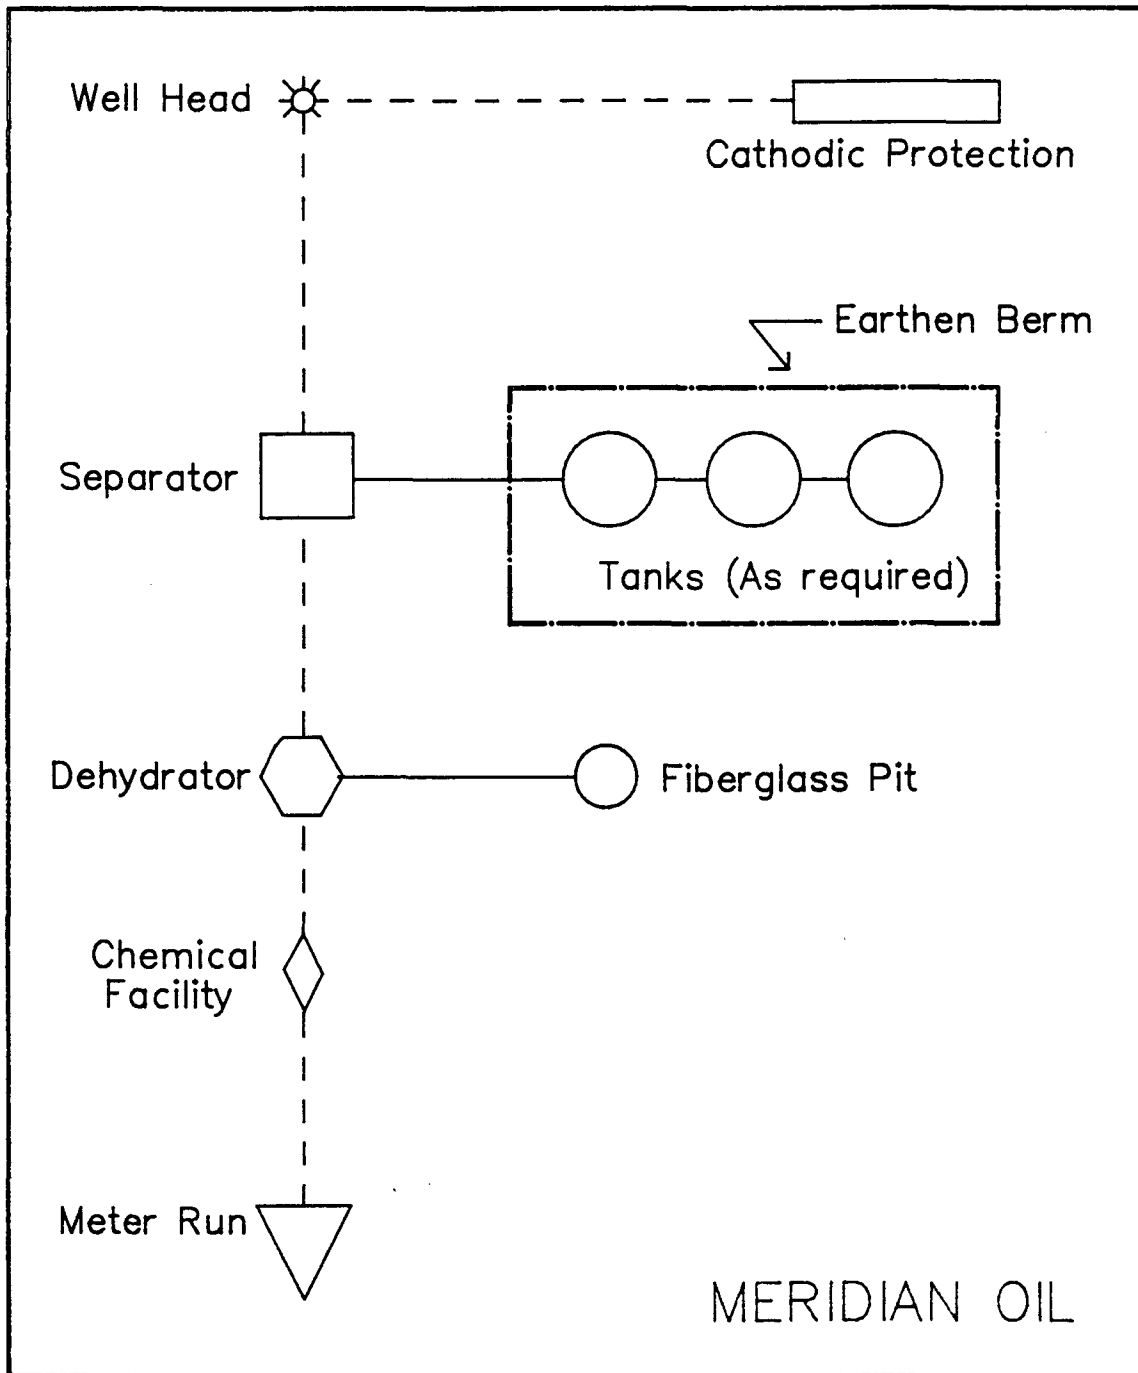 Well Head
Cathodic Protection
Earthen Berm
Separator
Tanks (As required)
Dehydrator
Fiberglass Pit
Chemical
Facility
Meter Run
MERIDIAN OIL